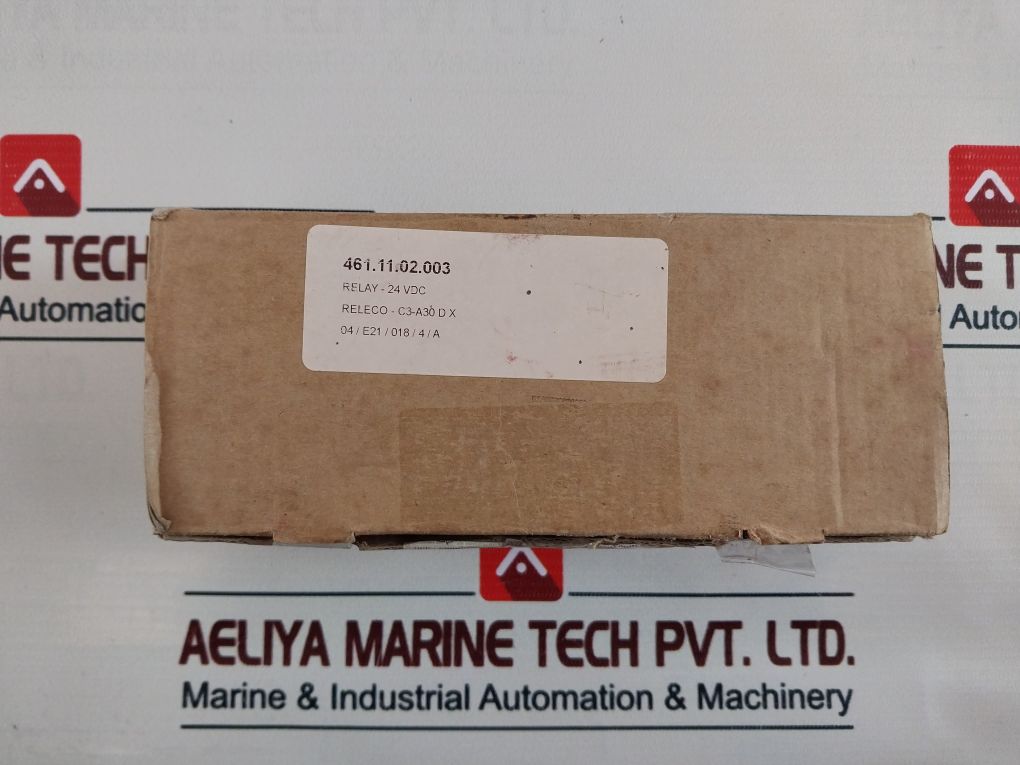 NE TECH
Automation
461.11.02.003
RELAY - 24 VDC
RELECO - C3-A30 D X
04 / E21 / 018 / 4 / A
NE T
Autor
AELIYA MARINE TECH PVT. LTD.
Marine & Industrial Automation & Machinery